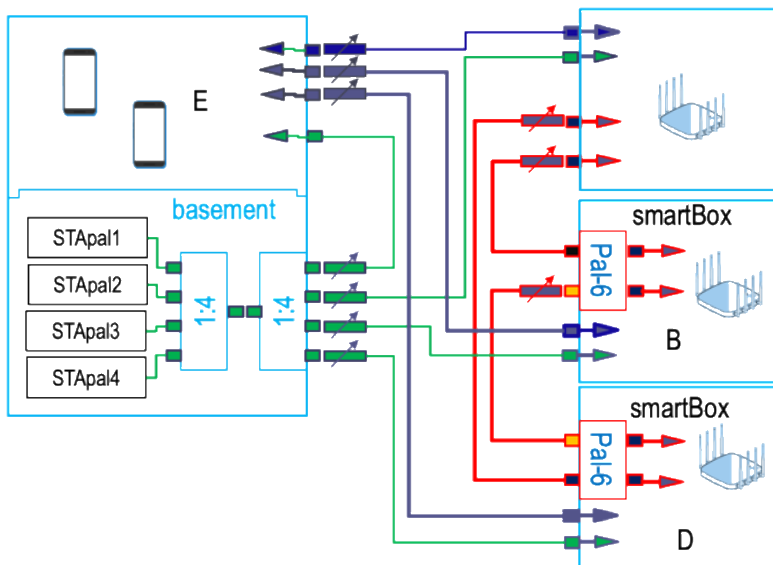 E
basement
STApal1
STApal2
STApal3
STApal4
1:4
1:4
smartBox
Pal-6
B
smartBox
Pal-6
D